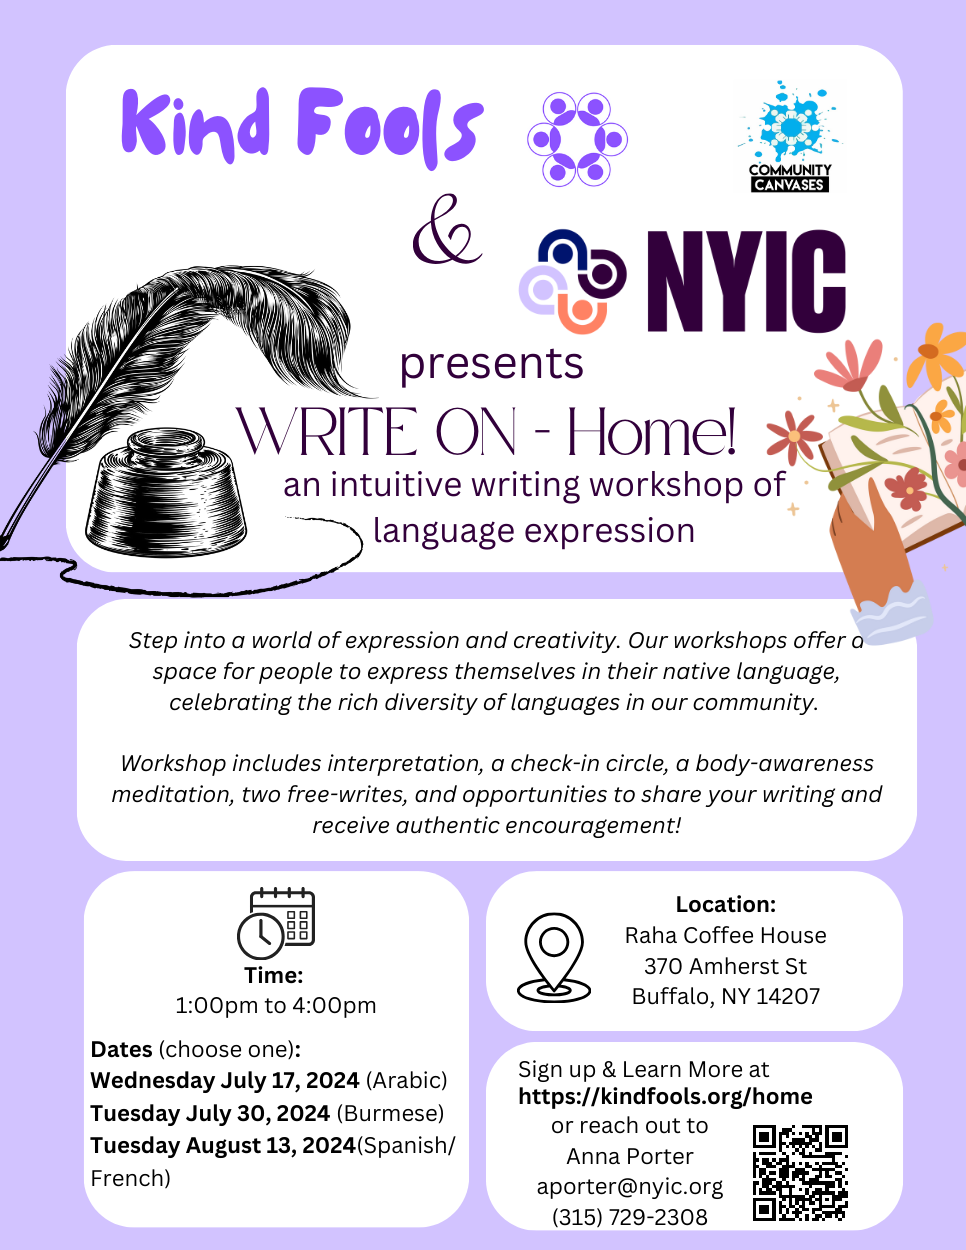 Kind Fools
COMMUNITY
CANVASES
&
NYIC
presents
WRITE ON - Home!
an intuitive writing workshop of
language expression
Step into a world of expression and creativity. Our workshops offer a
space for people to express themselves in their native language,
celebrating the rich diversity of languages in our community.
Workshop includes interpretation, a check-in circle, a body-awareness
meditation, two free-writes, and opportunities to share your writing and
receive authentic encouragement!
Time:
1:00pm to 4:00pm
Dates (choose one):
Wednesday July 17, 2024 (Arabic)
Tuesday July 30, 2024 (Burmese)
Tuesday August 13, 2024(Spanish/
French)
Location:
Raha Coffee House
370 Amherst St
Buffalo, NY 14207
Sign up & Learn More at
https://kindfools.org/home
or reach out to
Anna Porter
aporter@nyic.org
(315) 729-2308